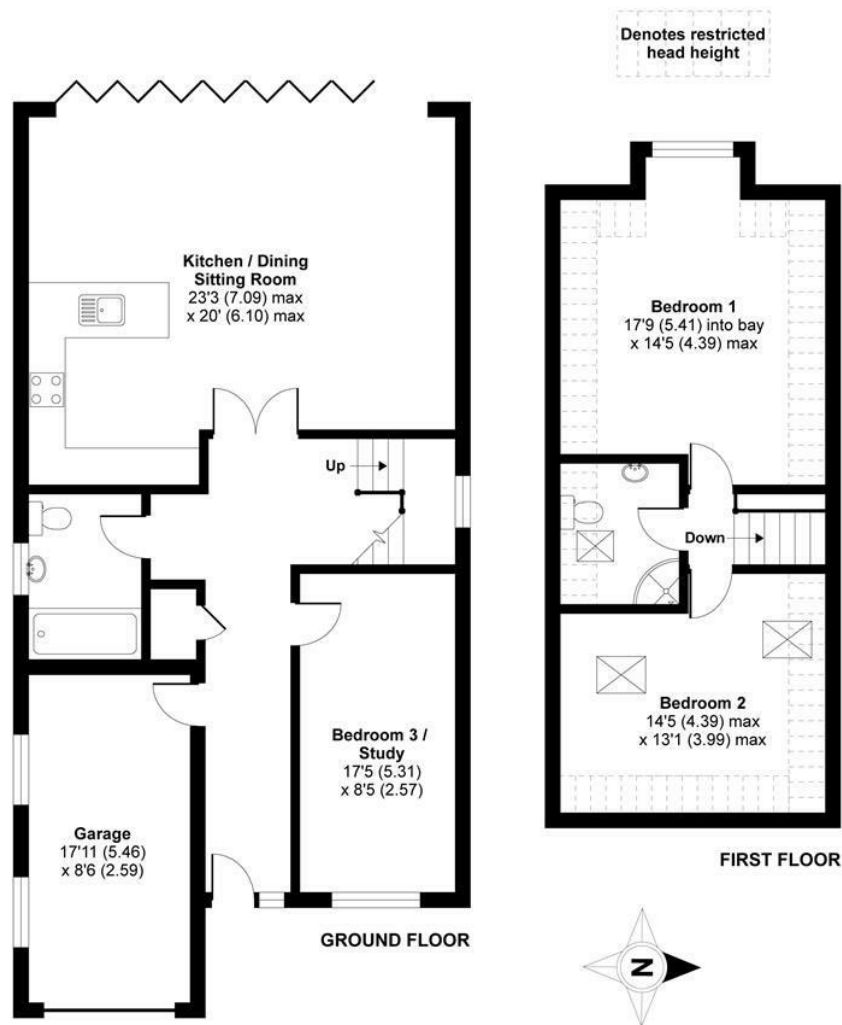 Denotes restricted
head height
Kitchen / Dining
Sitting Room
23'3 (7.09) max
x 20' (6.10) max
Up
Bedroom 1
17'9 (5.41) into bay
x 14'5 (4.39) max
Down
Bedroom 2
14'5 (4.39) max
x 13'1 (3.99) max
Bedroom 3 /
Study
17'5 (5.31)
x 8'5 (2.57)
Garage
17'11 (5.46)
x 8'6 (2.59)
FIRST FLOOR
GROUND FLOOR
N